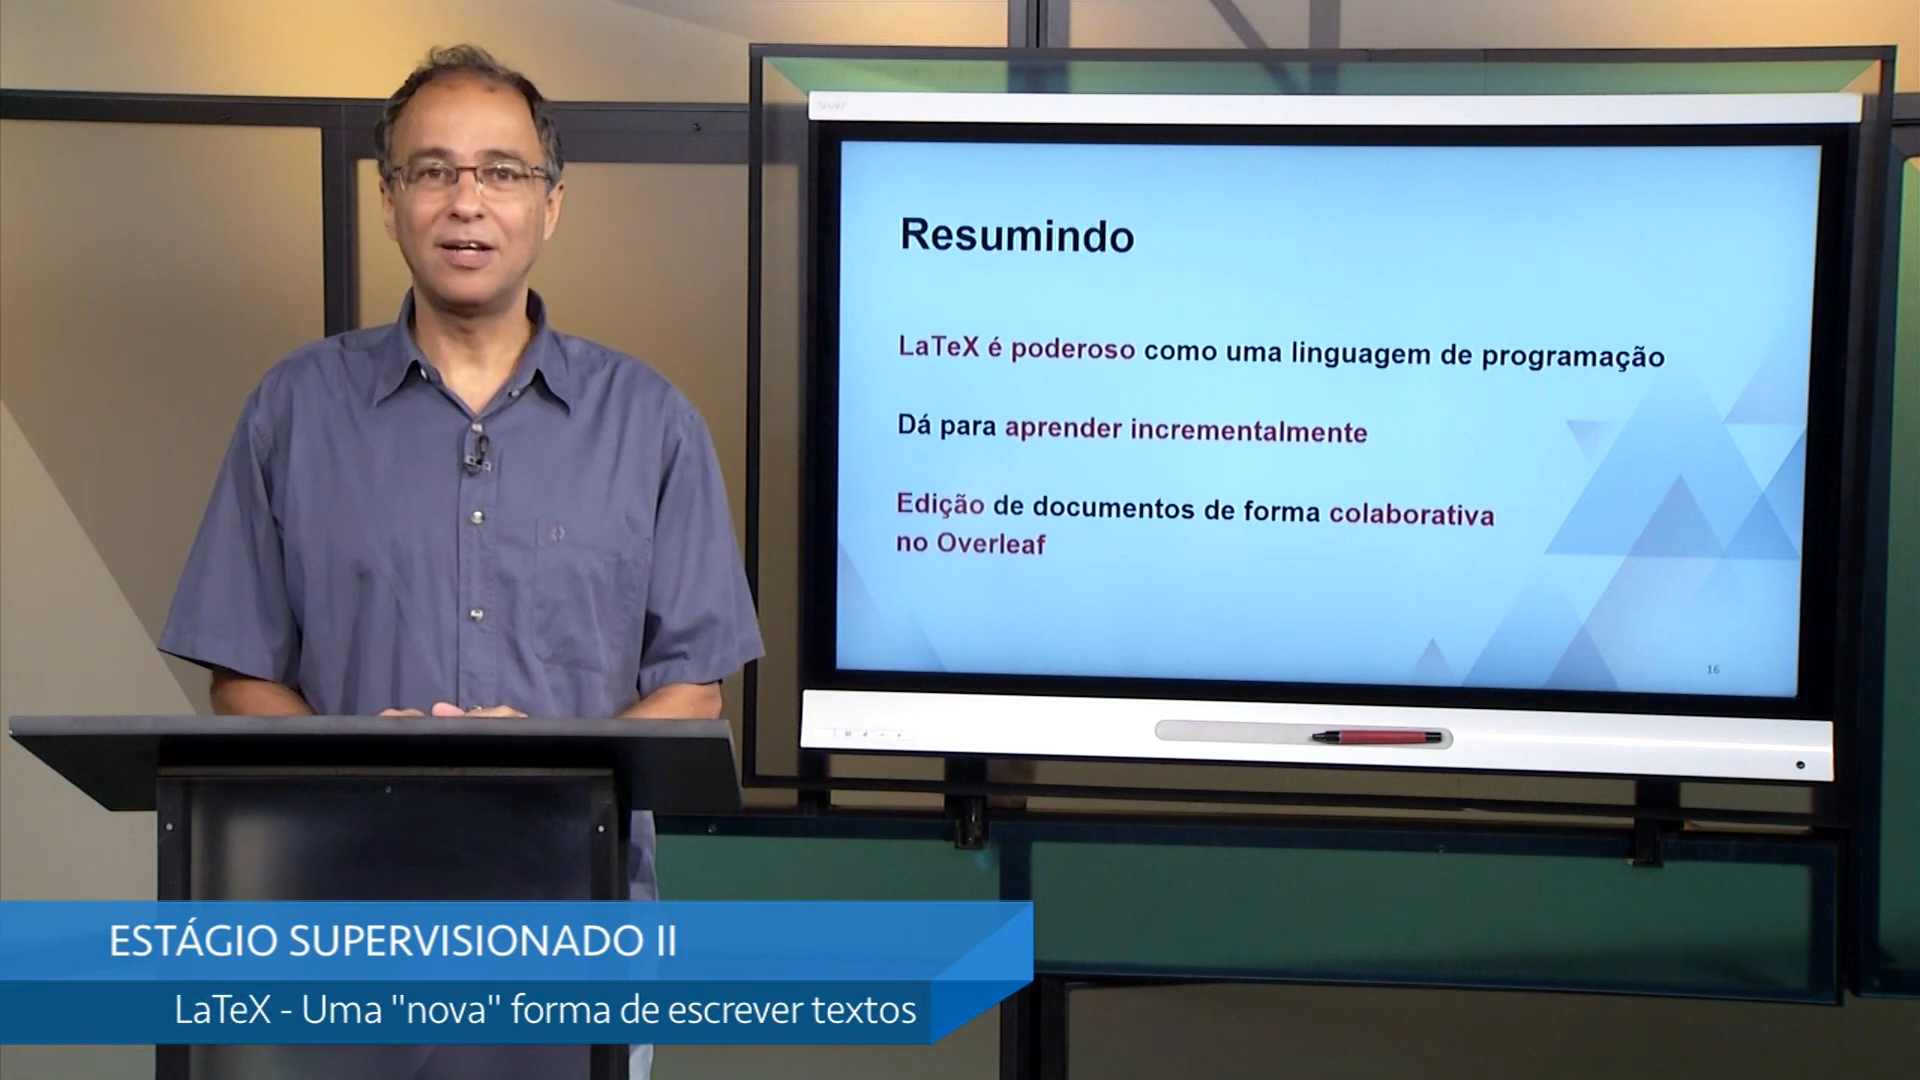 Resumindo
LaTeX é poderoso como uma linguagem de programação
Dá para aprender incrementalmente
Edição de documentos de forma colaborativa
no Overleaf
16
ESTÁGIO SUPERVISIONADO II
LaTeX - Uma "nova" forma de escrever textos